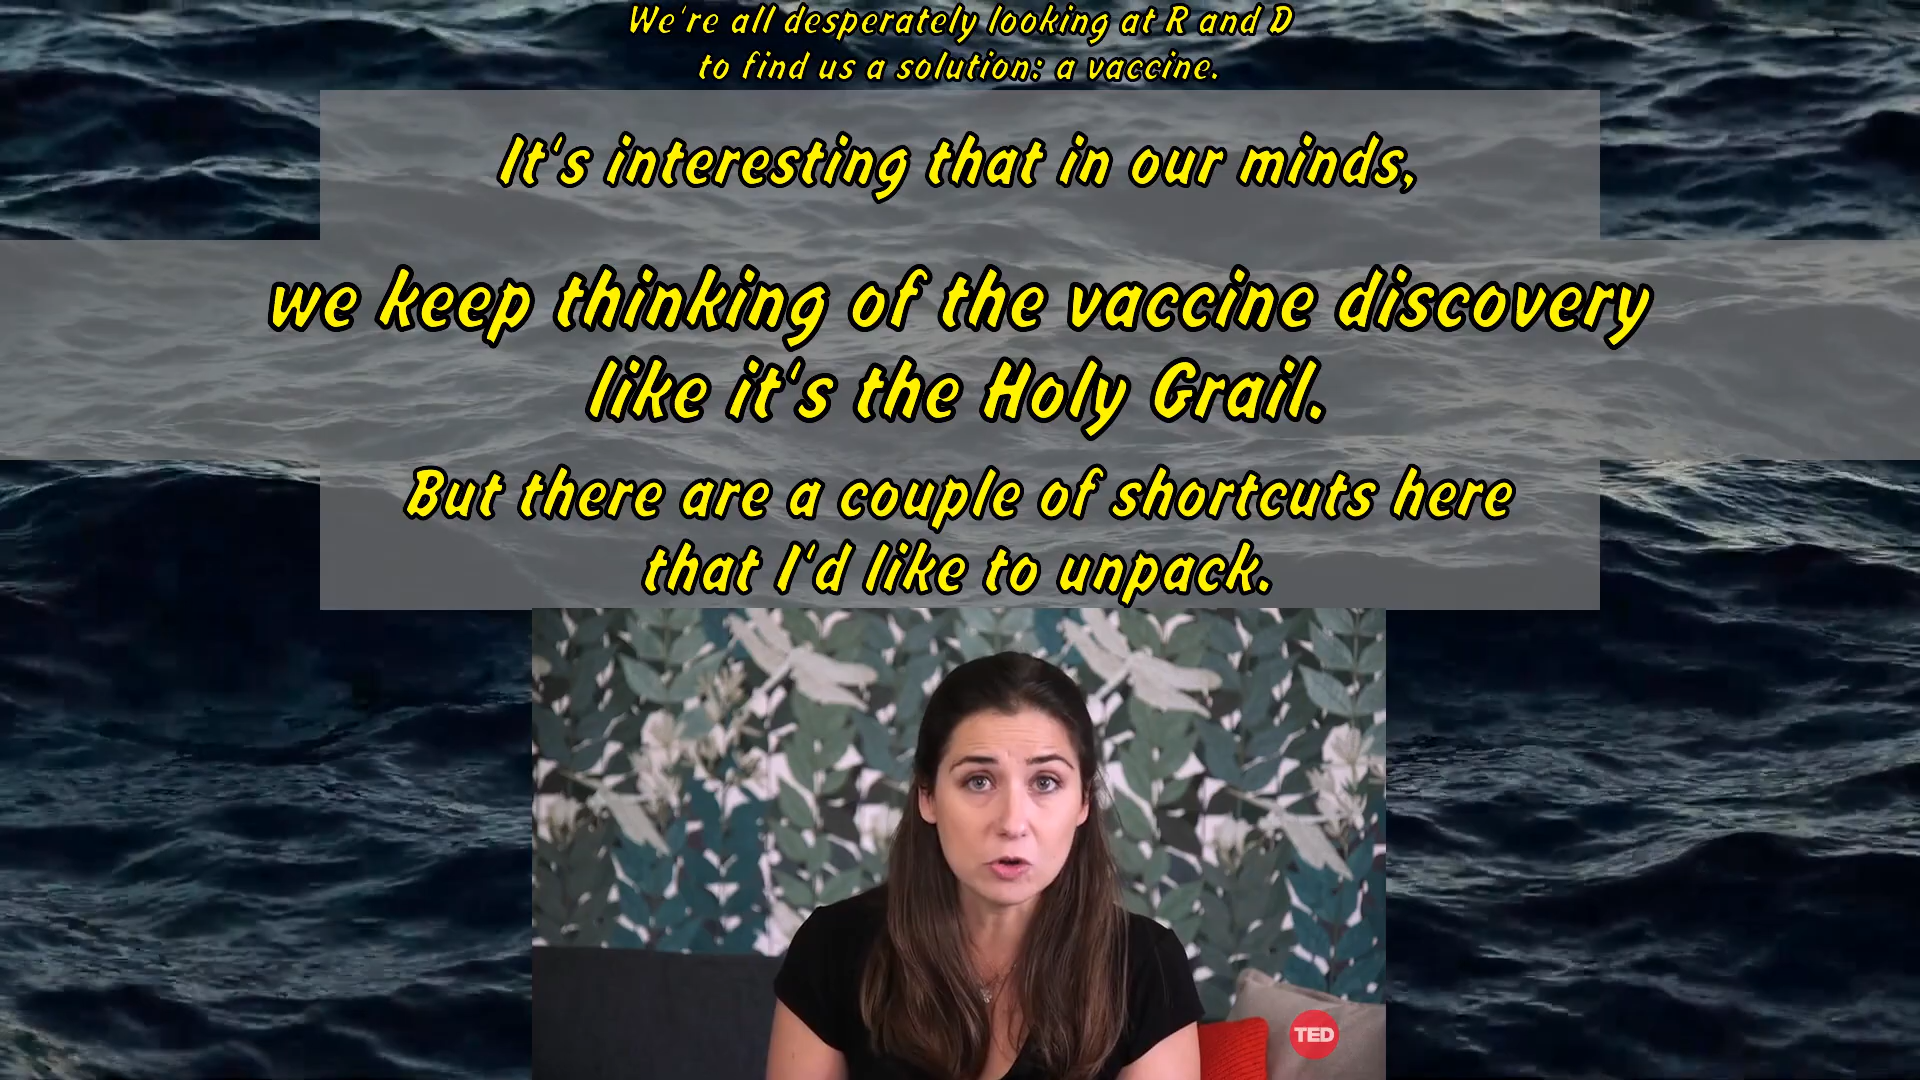 We're all desperately looking at R and D
to find us a solution: a vaccine.
It's interesting that in our minds,
we keep thinking of the vaccine discovery
like it's the Holy Grail.
But there are a couple of shortcuts here
that I'd like to unpack.
TED